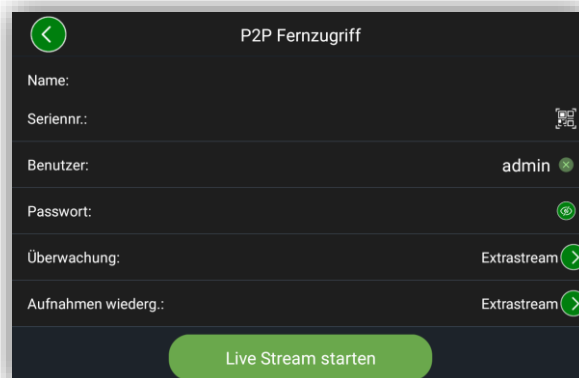 P2P Fernzugriff
Name:
Seriennr.:
Benutzer: admin
Passwort:
Überwachung: Extrastream
Aufnahmen wiederg.: Extrastream
Live Stream starten